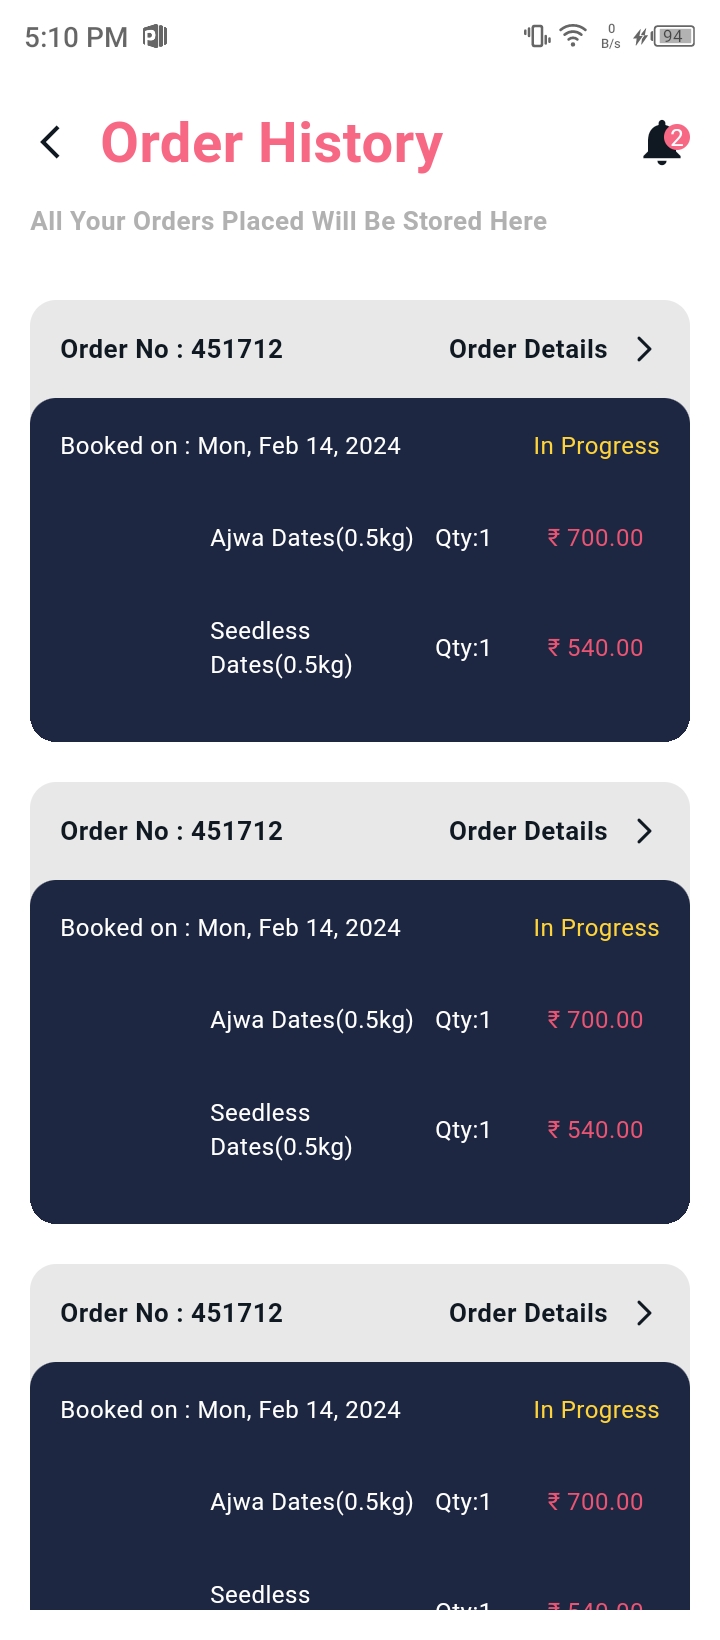 5:10 PM
0
B/s
94
Order History
2
All Your Orders Placed Will Be Stored Here
Order No : 451712 Order Details
Booked on : Mon, Feb 14, 2024 In Progress
Ajwa Dates(0.5kg) Qty:1 ₹ 700.00
Seedless
Dates(0.5kg) Qty:1 ₹ 540.00
Order No : 451712 Order Details
Booked on : Mon, Feb 14, 2024 In Progress
Ajwa Dates(0.5kg) Qty:1 ₹ 700.00
Seedless
Dates(0.5kg) Qty:1 ₹ 540.00
Order No : 451712 Order Details
Booked on : Mon, Feb 14, 2024 In Progress
Ajwa Dates(0.5kg) Qty:1 ₹ 700.00
Seedless
Qty:1 ₹ 540.00